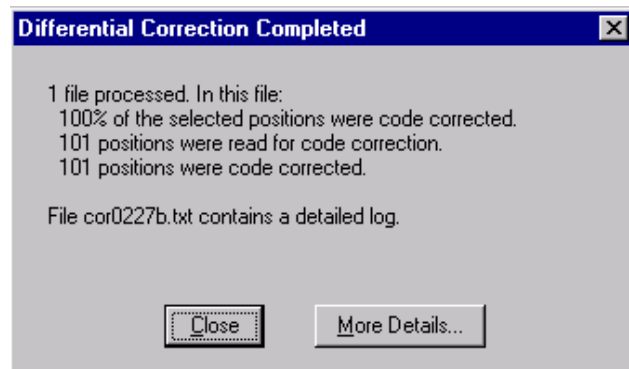 Differential Correction Completed
1 file processed. In this file:
100% of the selected positions were code corrected.
101 positions were read for code correction.
101 positions were code corrected.
File cor0227b.txt contains a detailed log.
Close
More Details...